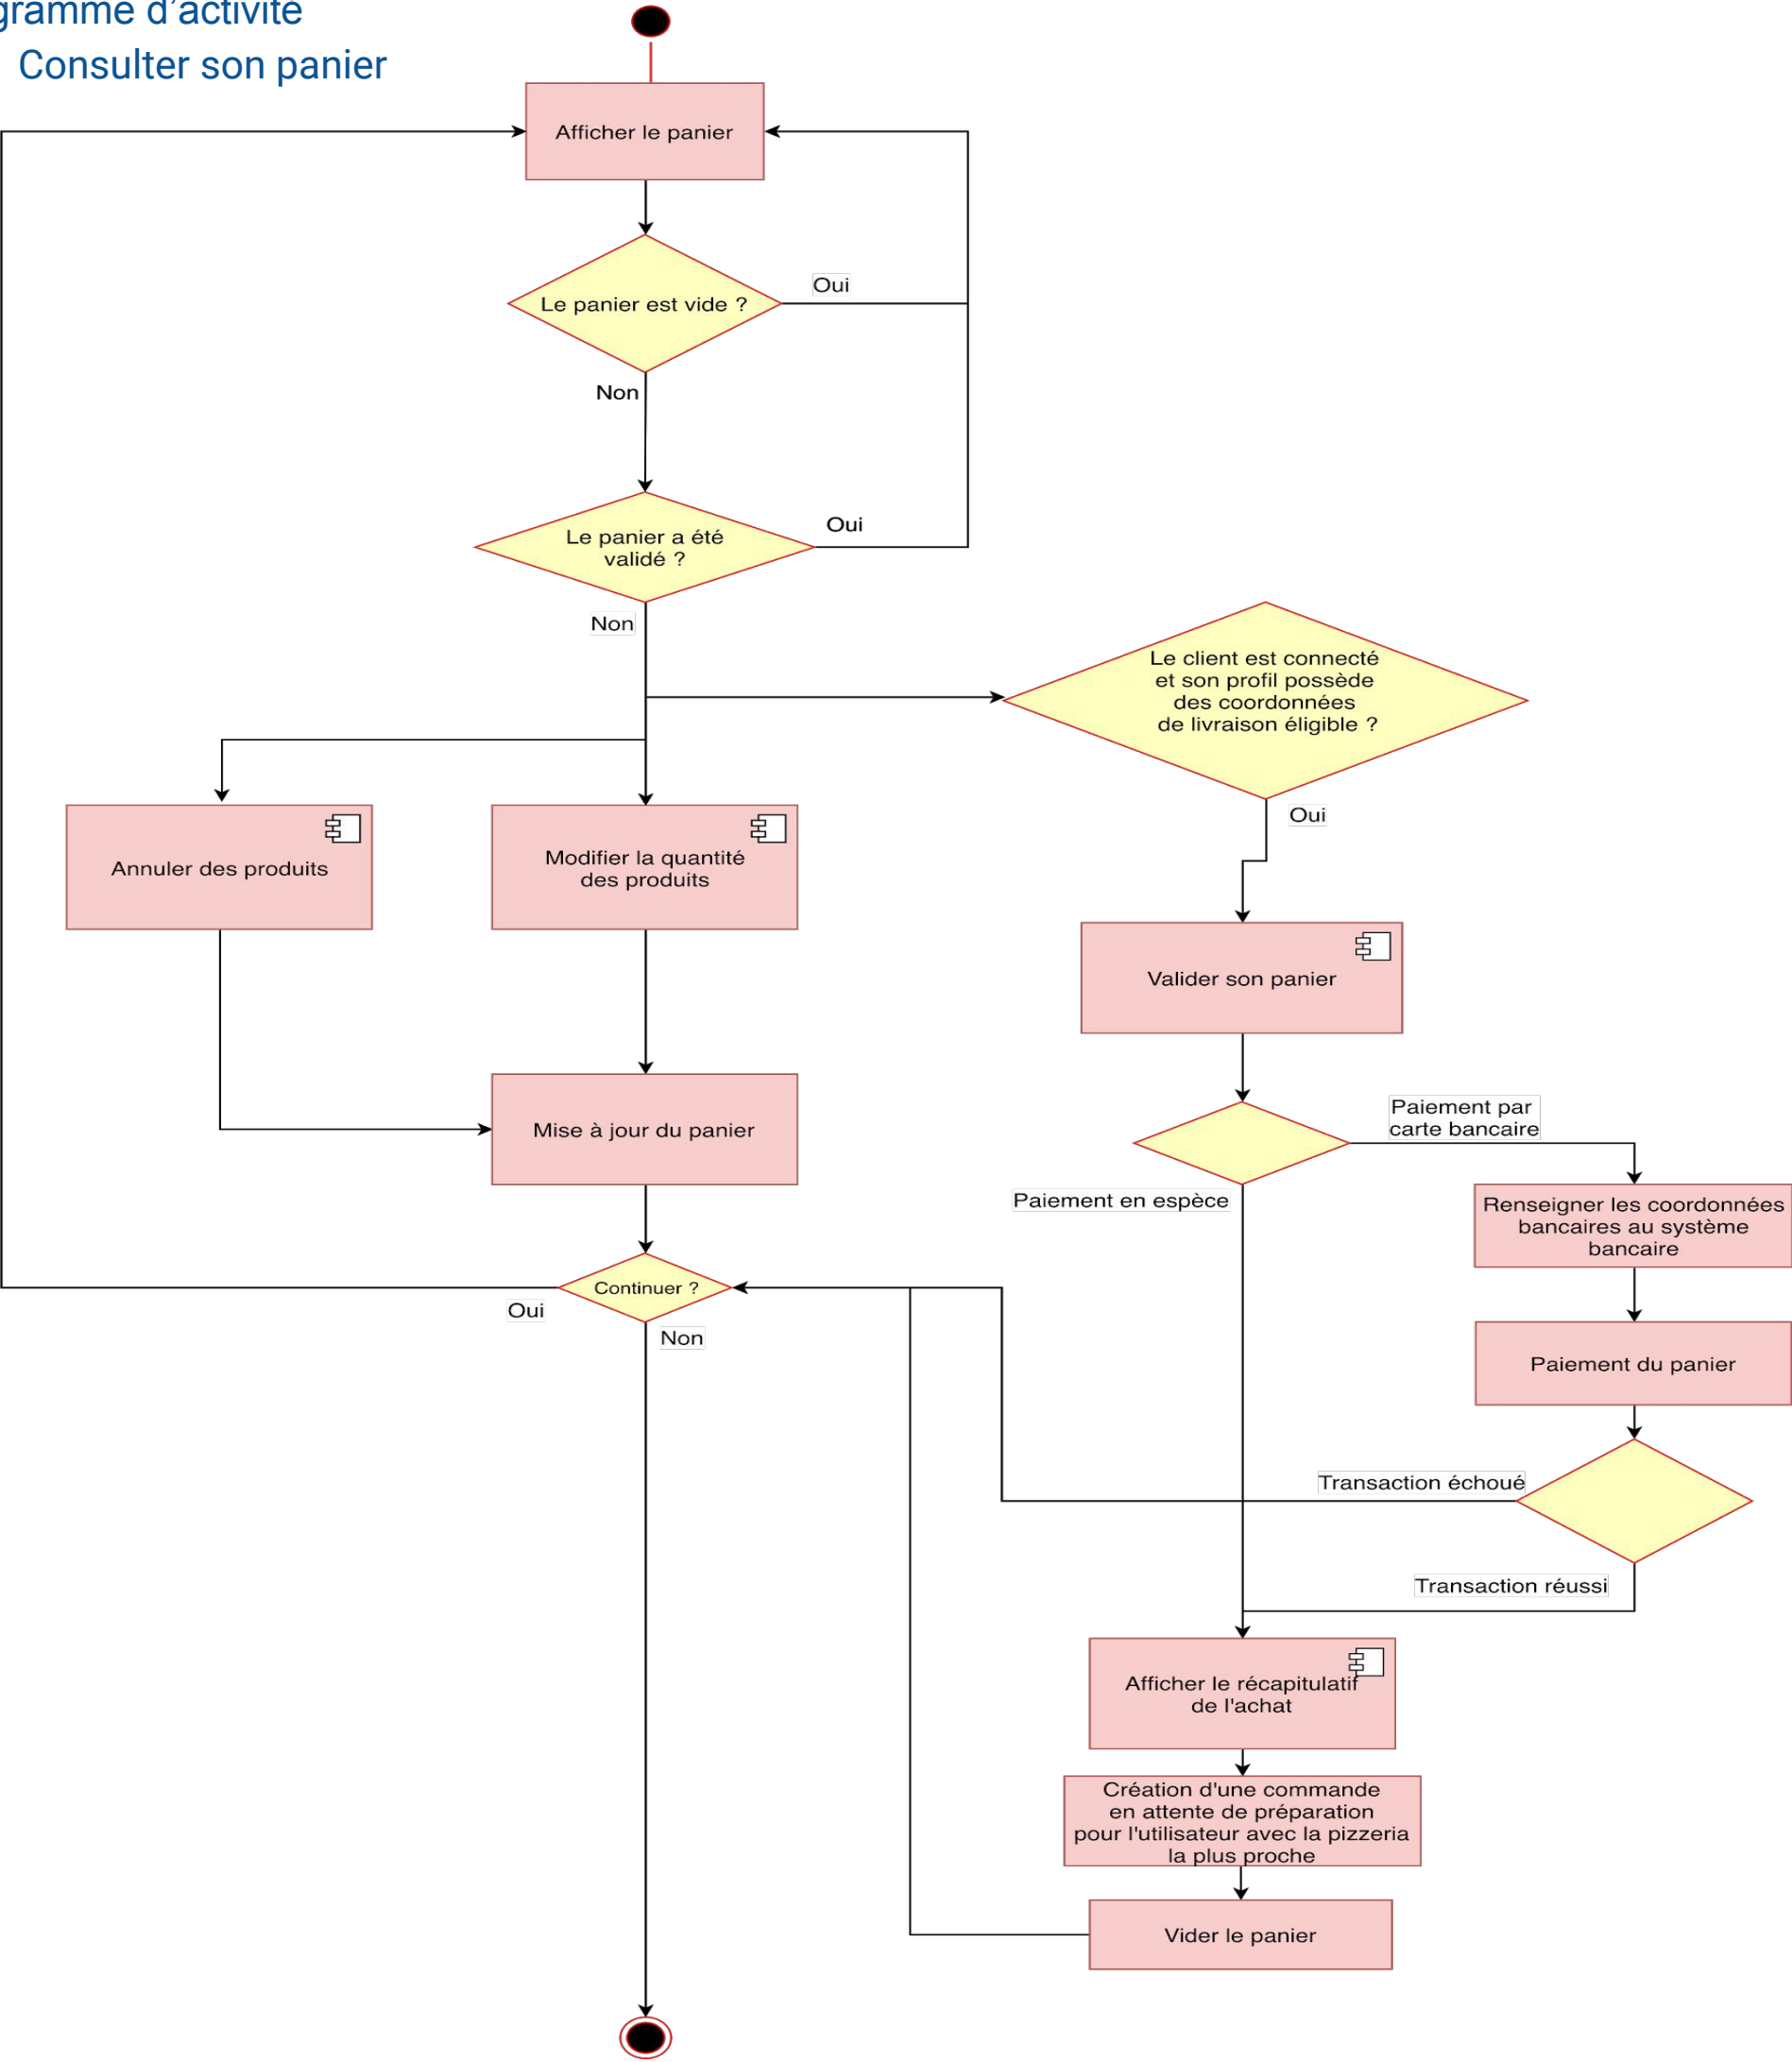 gramme d’activité
Consulter son panier
Afficher le panier
Le panier est vide ?
Oui
Non
Le panier a été
validé ?
Oui
Non
Le client est connecté
et son profil possède
des coordonnées
de livraison éligible ?
Oui
Annuler des produits
Modifier la quantité
des produits
Valider son panier
Mise à jour du panier
Paiement par
carte bancaire
Paiement en espèce
Renseigner les coordonnées
bancaires au système
bancaire
Continuer ?
Oui
Non
Paiement du panier
Transaction échoué
Transaction réussi
Afficher le récapitulatif
de l'achat
Création d'une commande
en attente de préparation
pour l'utilisateur avec la pizzeria
la plus proche
Vider le panier